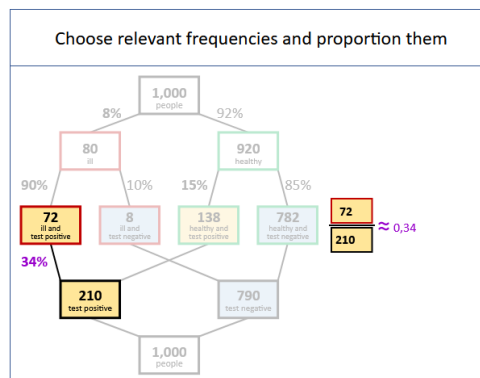 Choose relevant frequencies and proportion them
1,000
people
8%
92%
80
ill
920
healthy
90%
10%
15%
85%
72
ill and
test positive
8
ill and
test negative
138
healthy and
test positive
782
healthy and
test negative
72
210
≈ 0,34
34%
210
test positive
790
test negative
1,000
people